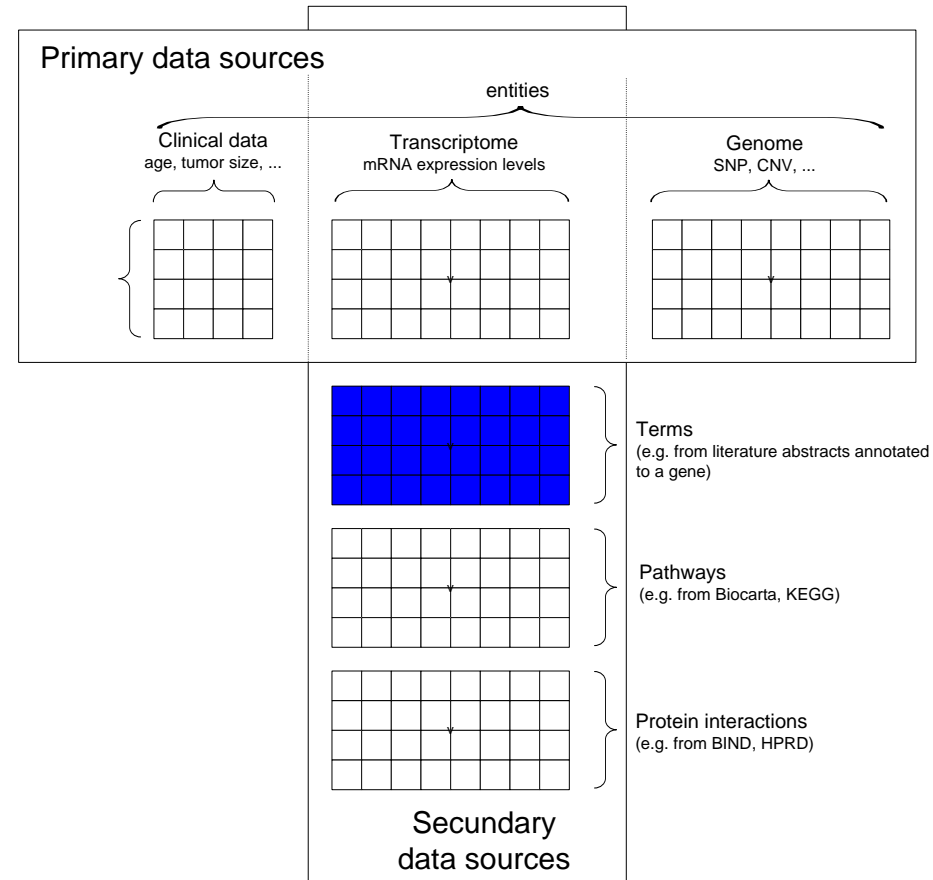 Primary data sources
entities
Clinical data
age, tumor size, ...
Transcriptome
mRNA expression levels
Genome
SNP, CNV, ...
v
v
v
Terms
(e.g. from literature abstracts annotated
to a gene)
v
Pathways
(e.g. from Biocarta, KEGG)
v
Protein interactions
(e.g. from BIND, HPRD)
Secundary
data sources